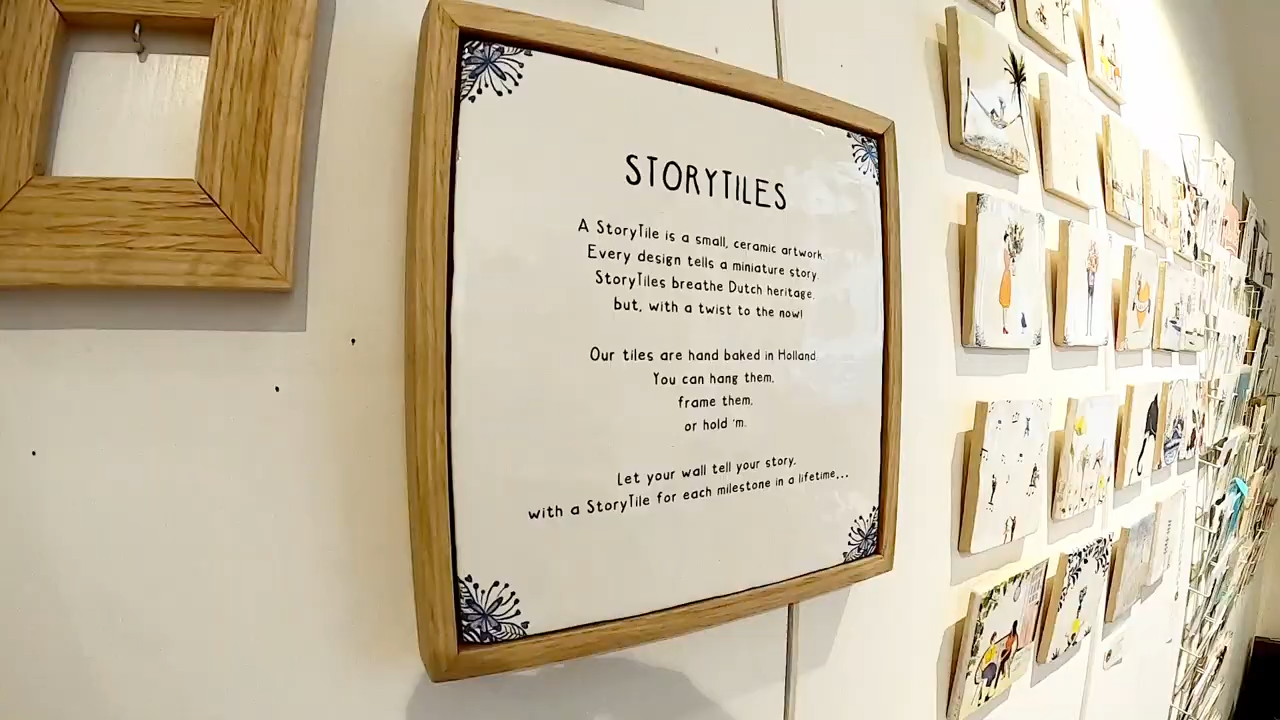 STORYTILES
A StoryTile is a small, ceramic artwork.
Every design tells a miniature story.
StoryTiles breathe Dutch heritage,
but, with a twist to the now!
Our tiles are hand baked in Holland.
You can hang them,
frame them,
or hold 'm.
Let your wall tell your story,
with a StoryTile for each milestone in a lifetime...